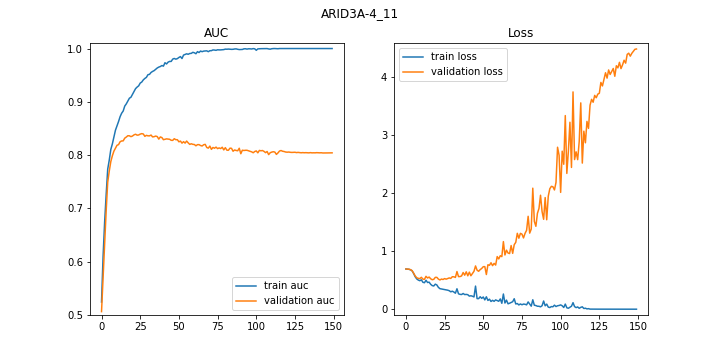 ARID3A-4_11
AUC
1.0
0.9
0.8
0.7
0.6
0.5
0 25 50 75 100 125 150
train auc
validation auc
Loss
4
3
2
1
0
0 25 50 75 100 125 150
train loss
validation loss